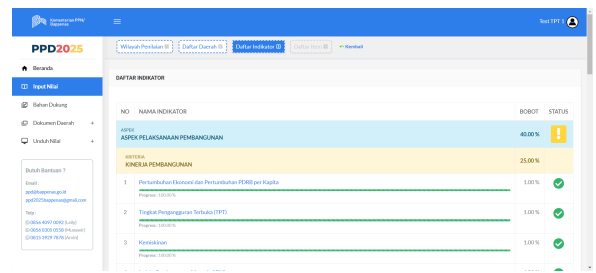 Kementerian PPN/
Bappenas
Test TPT 1
PPD2025
Beranda
Input Nilai
Bahan Dukung
Dokumen Daerah +
Unduh Nilai +
Butuh Bantuan ?
Email :
ppd@bappenas.go.id
ppd2025bappenas@gmail.com
Telp :
Wilayah Penilaian
Daftar Daerah
Daftar Indikator
Daftar Item
Kembali
DAFTAR INDIKATOR
NO NAMA INDIKATOR BOBOT STATUS
ASPEK
ASPEK PELAKSANAAN PEMBANGUNAN 40.00 %
KRITERIA
KINERJA PEMBANGUNAN 25.00 %
1 Pertumbuhan Ekonomi dan Pertumbuhan PDRB per Kapita 1.00 %
Progress : 100.00 %
2 Tingkat Pengangguran Terbuka (TPT) 1.00 %
Progress : 100.00 %
3 Kemiskinan 1.00 %
Progress : 100.00 %